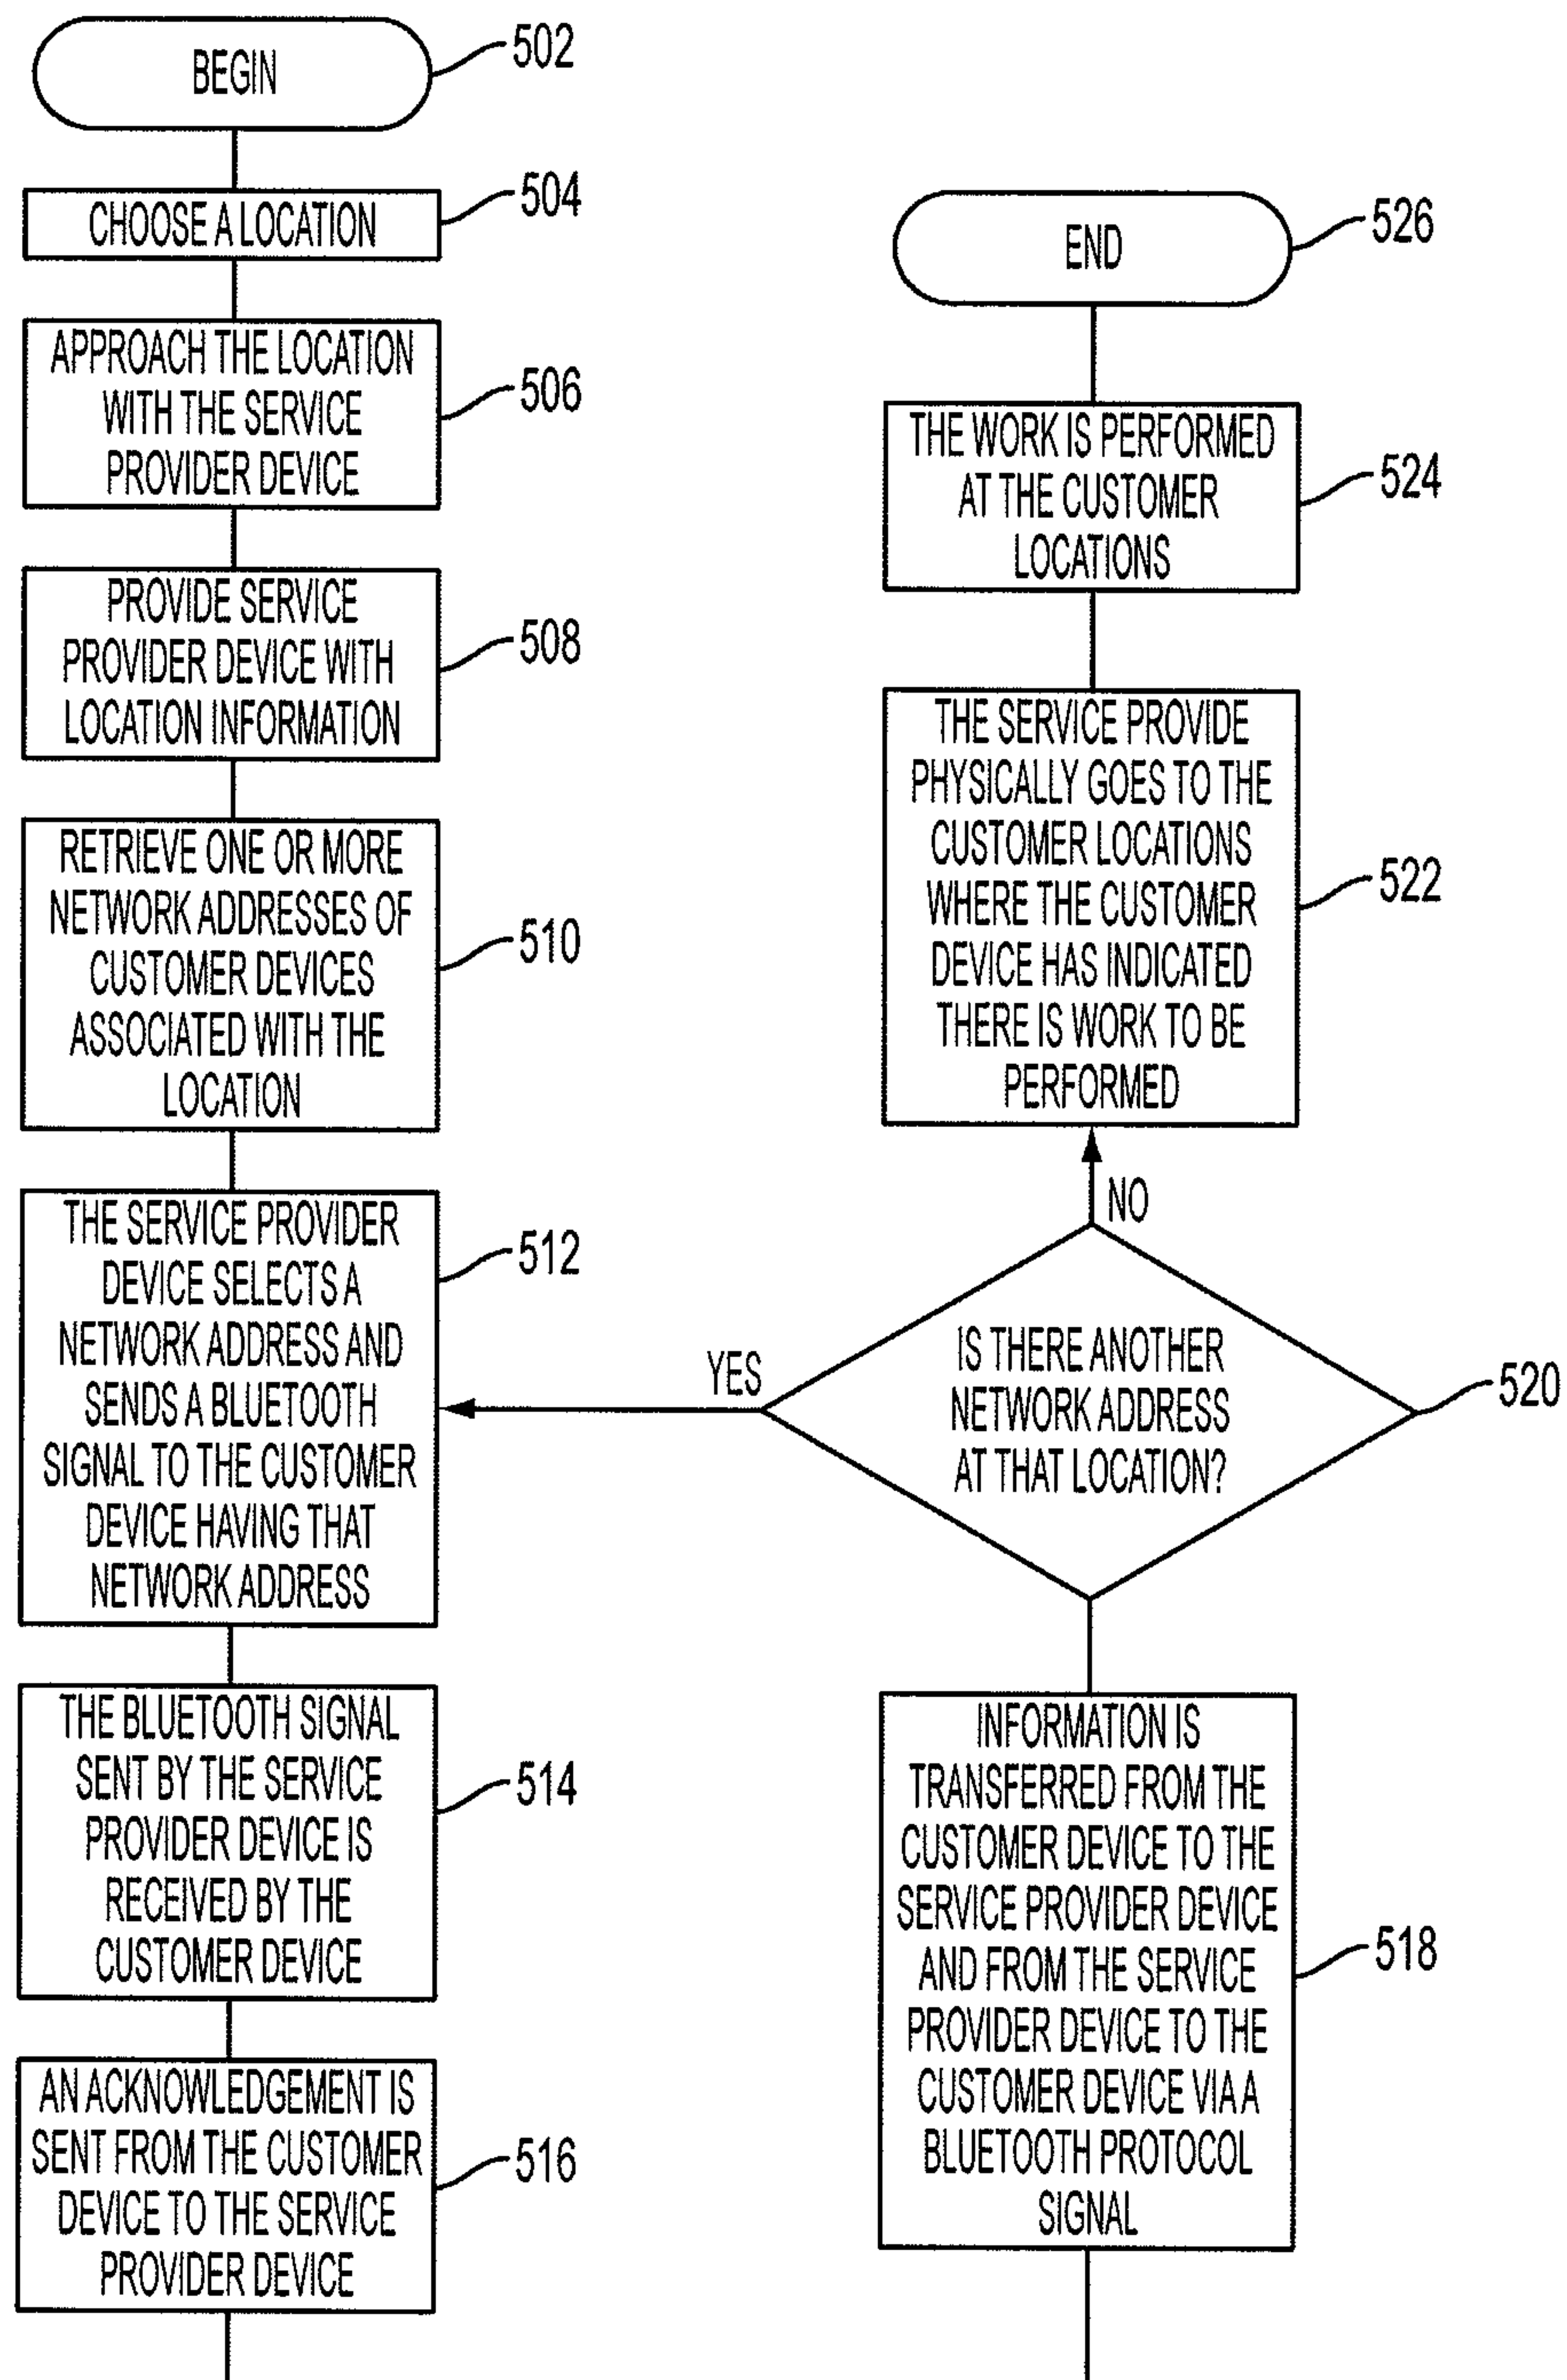 BEGIN
502
CHOOSE A LOCATION
504
APPROACH THE LOCATION
WITH THE SERVICE
PROVIDER DEVICE
506
PROVIDE SERVICE
PROVIDER DEVICE WITH
LOCATION INFORMATION
508
RETRIEVE ONE OR MORE
NETWORK ADDRESSES OF
CUSTOMER DEVICES
ASSOCIATED WITH THE
LOCATION
510
THE SERVICE PROVIDER
DEVICE SELECTS A
NETWORK ADDRESS AND
SENDS A BLUETOOTH
SIGNAL TO THE CUSTOMER
DEVICE HAVING THAT
NETWORK ADDRESS
512
THE BLUETOOTH SIGNAL
SENT BY THE SERVICE
PROVIDER DEVICE IS
RECEIVED BY THE
CUSTOMER DEVICE
514
AN ACKNOWLEDGEMENT IS
SENT FROM THE CUSTOMER
DEVICE TO THE SERVICE
PROVIDER DEVICE
516
INFORMATION IS
TRANSFERRED FROM THE
CUSTOMER DEVICE TO THE
SERVICE PROVIDER DEVICE
AND FROM THE SERVICE
PROVIDER DEVICE TO THE
CUSTOMER DEVICE VIA A
BLUETOOTH PROTOCOL
SIGNAL
518
IS THERE ANOTHER
NETWORK ADDRESS
AT THAT LOCATION?
520
YES
NO
THE SERVICE PROVIDE
PHYSICALLY GOES TO THE
CUSTOMER LOCATIONS
WHERE THE CUSTOMER
DEVICE HAS INDICATED
THERE IS WORK TO BE
PERFORMED
522
THE WORK IS PERFORMED
AT THE CUSTOMER
LOCATIONS
524
END
526